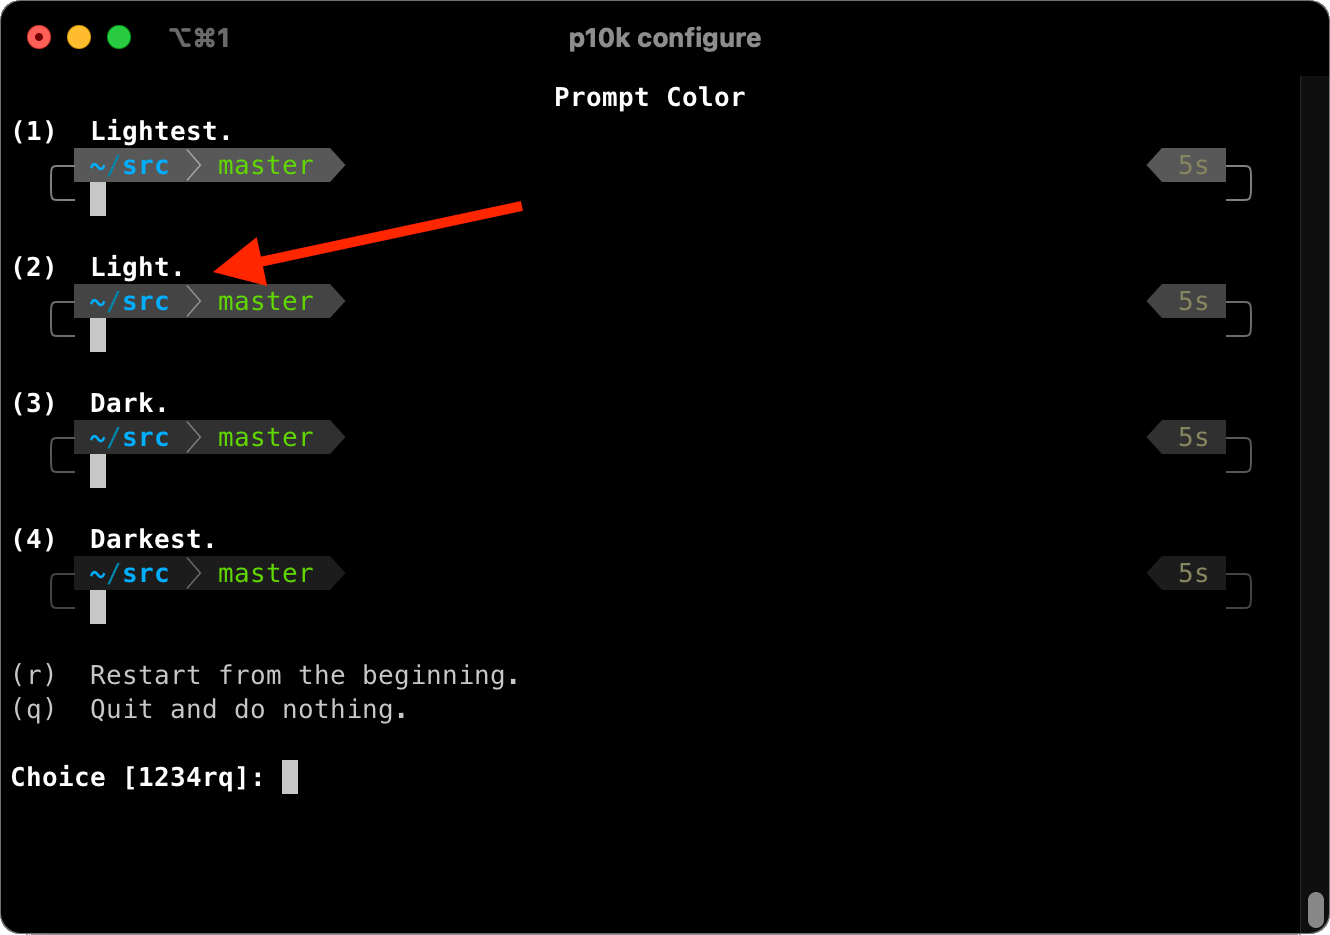 ⌥⌘1 p10k configure
Prompt Color
(1) Lightest.
~/src master 5s
(2) Light.
~/src master 5s
(3) Dark.
~/src master 5s
(4) Darkest.
~/src master 5s
(r) Restart from the beginning.
(q) Quit and do nothing.
Choice [1234rq]: